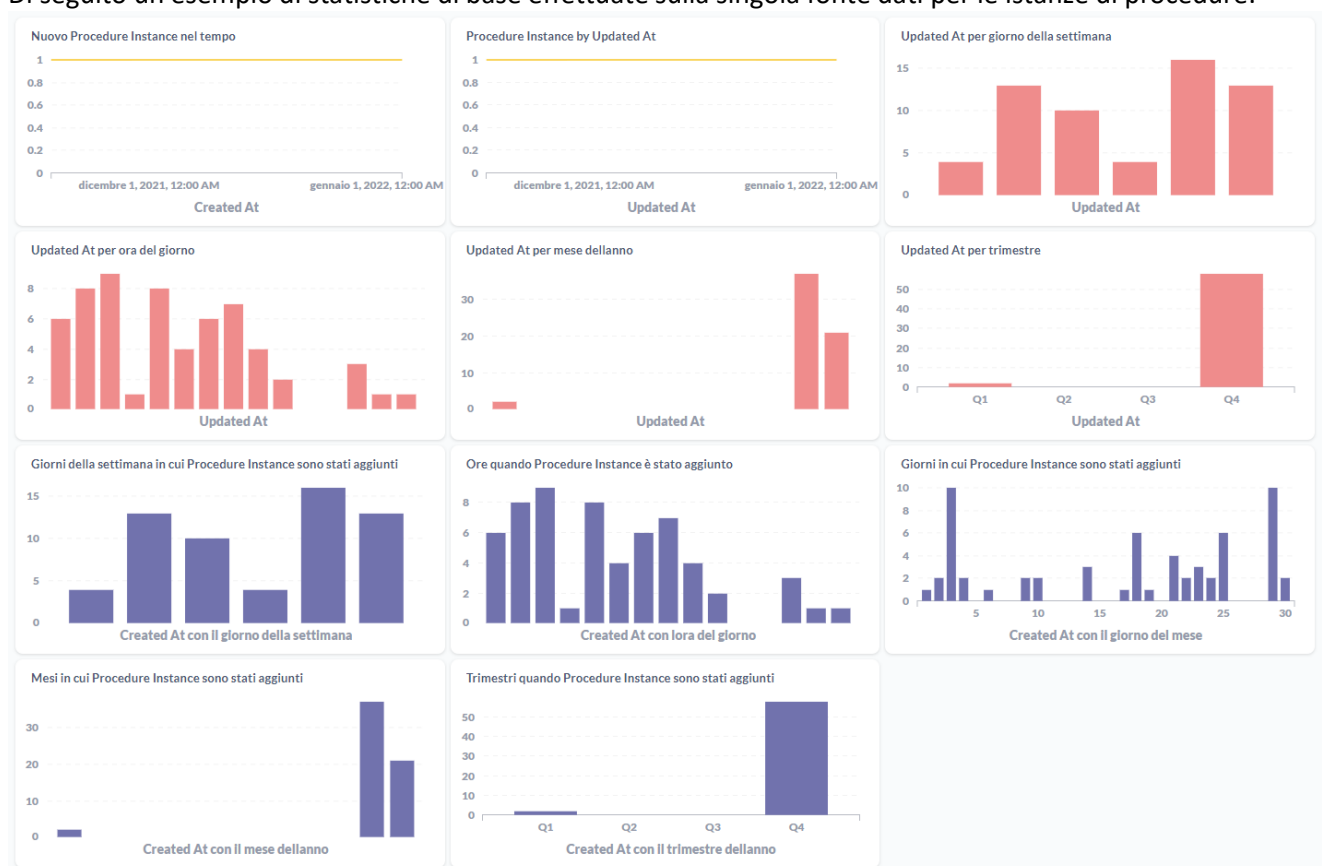 Di seguito un esempio di statistiche di base effettuate sulla singola fonte dati per le istanze di procedure:
Nuovo Procedure Instance nel tempo
1
0.8
0.6
0.4
0.2
0
dicembre 1, 2021, 12:00 AM
gennaio 1, 2022, 12:00 AM
Created At
Procedure Instance by Updated At
1
0.8
0.6
0.4
0.2
0
dicembre 1, 2021, 12:00 AM
gennaio 1, 2022, 12:00 AM
Updated At
Updated At per giorno della settimana
15
10
5
0
Updated At
Updated At per ora del giorno
8
6
4
2
0
Updated At
Updated At per mese dellanno
30
20
10
0
Updated At
Updated At per trimestre
50
40
30
20
10
0
Q1 Q2 Q3 Q4
Updated At
Giorni della settimana in cui Procedure Instance sono stati aggiunti
15
10
5
0
Created At con il giorno della settimana
Ore quando Procedure Instance è stato aggiunto
8
6
4
2
0
Created At con lora del giorno
Giorni in cui Procedure Instance sono stati aggiunti
10
8
6
4
2
0
5 10 15 20 25 30
Created At con il giorno del mese
Mesi in cui Procedure Instance sono stati aggiunti
30
20
10
0
Created At con il mese dellanno
Trimestri quando Procedure Instance sono stati aggiunti
50
40
30
20
10
0
Q1 Q2 Q3 Q4
Created At con il trimestre dellanno